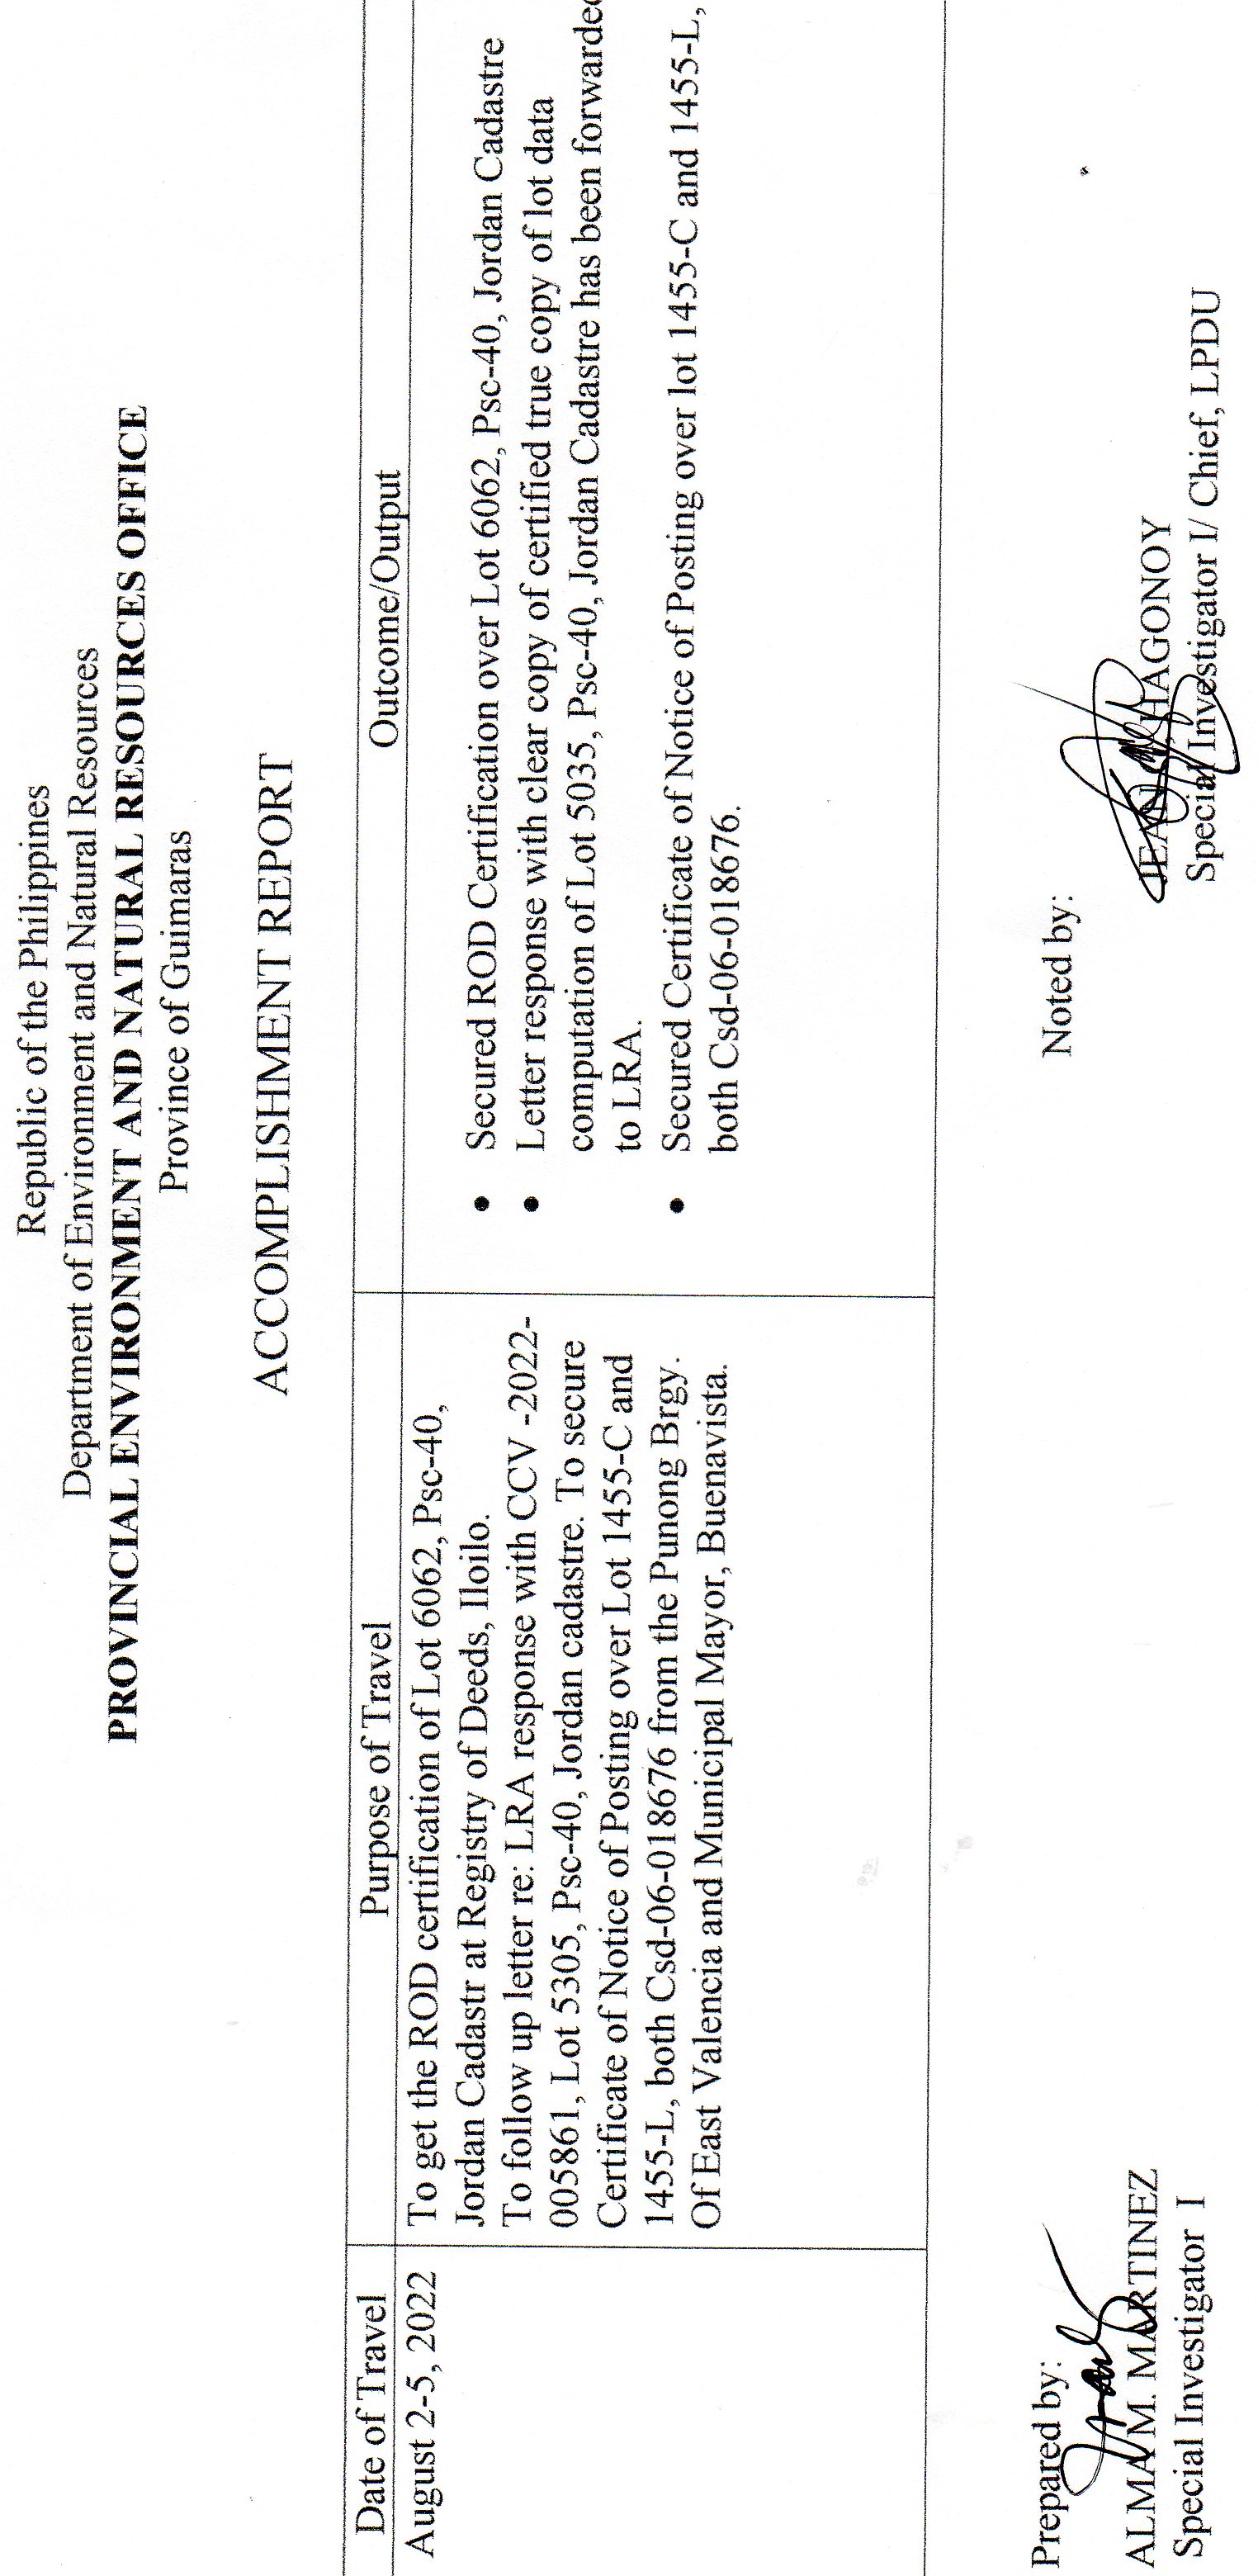 Republic of the Philippines
Department of Environment and Natural Resources
PROVINCIAL ENVIRONMENT AND NATURAL RESOURCES OFFICE
Province of Guimaras
ACCOMPLISHMENT REPORT
Date of Travel
Purpose of Travel
Outcome/Output
August 2-5, 2022
To get the ROD certification of Lot 6062, Psc-40,
Jordan Cadastr at Registry of Deeds, Iloilo.
To follow up letter re: LRA response with CCV -2022-
005861, Lot 5305, Psc-40, Jordan cadastre. To secure
Certificate of Notice of Posting over Lot 1455-C and
1455-L, both Csd-06-018676 from the Punong Brgy.
Of East Valencia and Municipal Mayor, Buenavista.
• Secured ROD Certification over Lot 6062, Psc-40, Jordan Cadastre
• Letter response with clear copy of certified true copy of lot data
computation of Lot 5035, Psc-40, Jordan Cadastre has been forwarded
to LRA.
• Secured Certificate of Notice of Posting over lot 1455-C and 1455-L,
both Csd-06-018676.
Prepared by:
ALMA M. MARTINEZ
Special Investigator I
Noted by:
JEAN HAGONOY
Special Investigator I/ Chief, LPDU